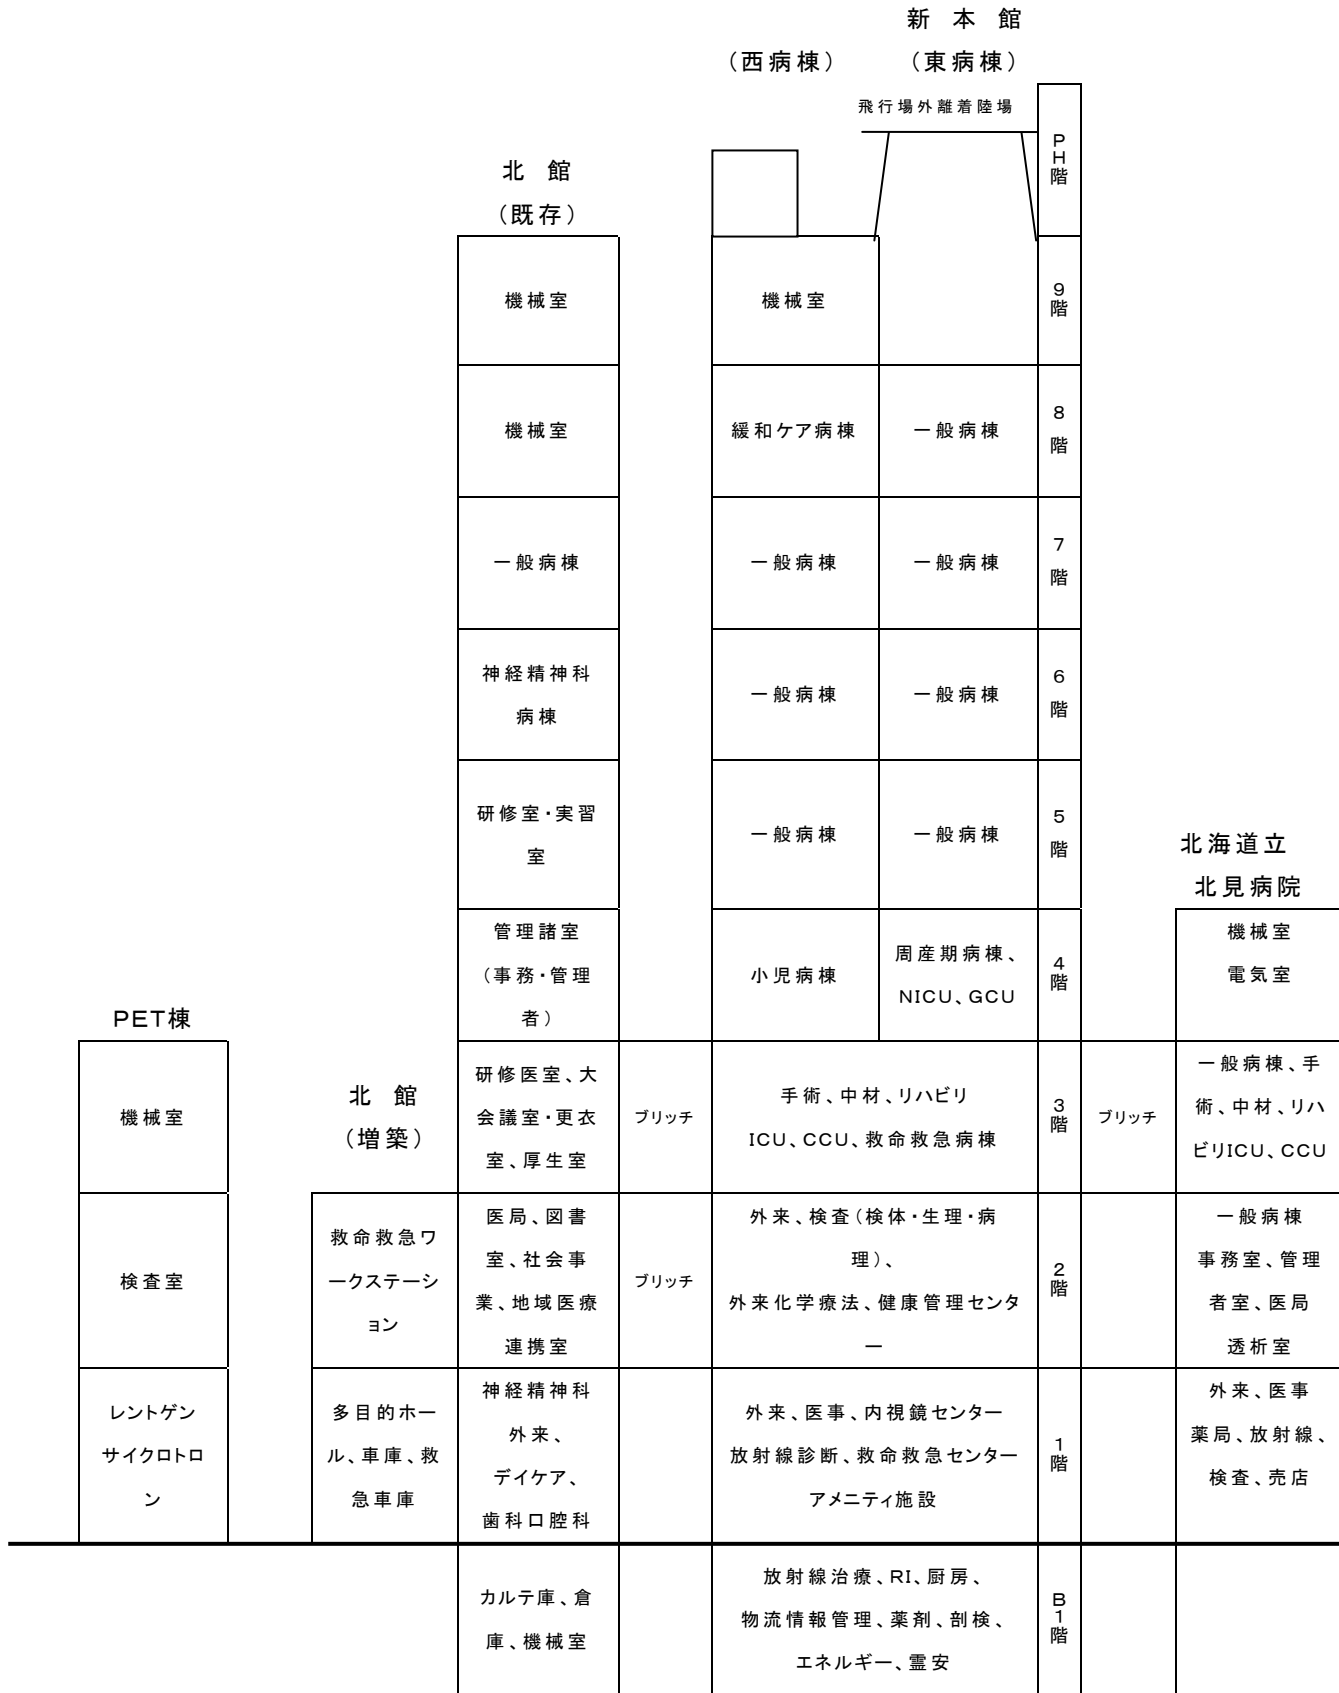 新本館
（西病棟）
（東病棟）
飛行場外離着陸場
PH階
北館
（既存）
機械室
機械室
9階
機械室
緩和ケア病棟
一般病棟
8階
一般病棟
一般病棟
一般病棟
7階
神経精神科
病棟
一般病棟
一般病棟
6階
研修室・実習
室
一般病棟
一般病棟
5階
北海道立
北見病院
管理諸室
（事務・管理
者）
小児病棟
周産期病棟、
NICU、GCU
4階
機械室
電気室
PET棟
機械室
北館
（増築）
研修医室、大
会議室・更衣
室、厚生室
ブリッチ
手術、中材、リハビリ
ICU、CCU、救命救急病棟
3階
ブリッチ
一般病棟、手
術、中材、リハ
ビリICU、CCU
検査室
救命救急ワ
ークステーシ
ョン
医局、図書
室、社会事
業、地域医療
連携室
ブリッチ
外来、検査（検体・生理・病
理）、
外来化学療法、健康管理センタ
ー
2階
一般病棟
事務室、管理
者室、医局
透析室
レントゲン
サイクロトロ
ン
多目的ホー
ル、車庫、救
急車庫
神経精神科
外来、
デイケア、
歯科口腔科
外来、医事、内視鏡センター
放射線診断、救命救急センター
アメニティ施設
1階
外来、医事
薬局、放射線、
検査、売店
カルテ庫、倉
庫、機械室
放射線治療、RI、厨房、
物流情報管理、薬剤、剖検、
エネルギー、霊安
B1階